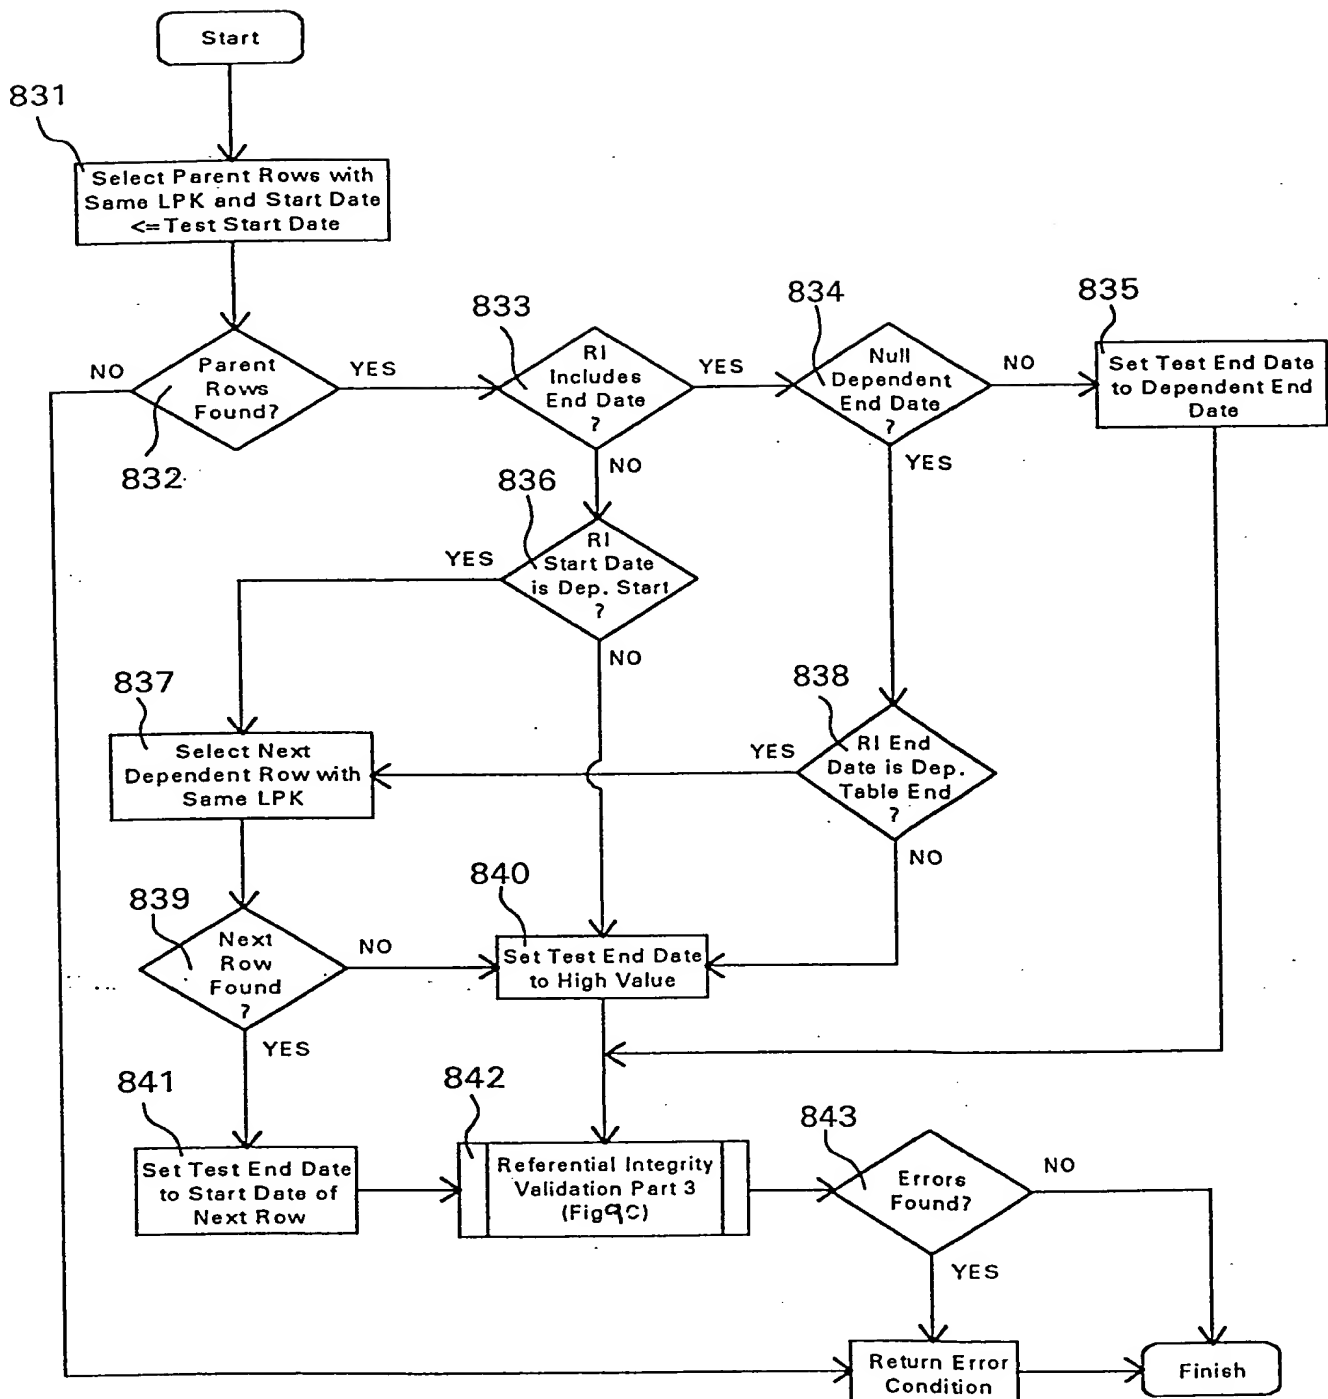 Start
831
Select Parent Rows with
Same LPK and Start Date
<=Test Start Date
832
Parent
Rows
Found?
NO
YES
833
RI
Includes
End Date
?
YES
NO
834
Null
Dependent
End Date
?
NO
YES
835
Set Test End Date
to Dependent End
Date
836
RI
Start Date
is Dep. Start
?
YES
NO
837
Select Next
Dependent Row with
Same LPK
838
RI End
Date is Dep.
Table End
?
YES
NO
839
Next
Row
Found
?
NO
YES
840
Set Test End Date
to High Value
841
Set Test End Date
to Start Date of
Next Row
842
Referential Integrity
Validation Part 3
(Fig9C)
843
Errors
Found?
NO
YES
Return Error
Condition
Finish